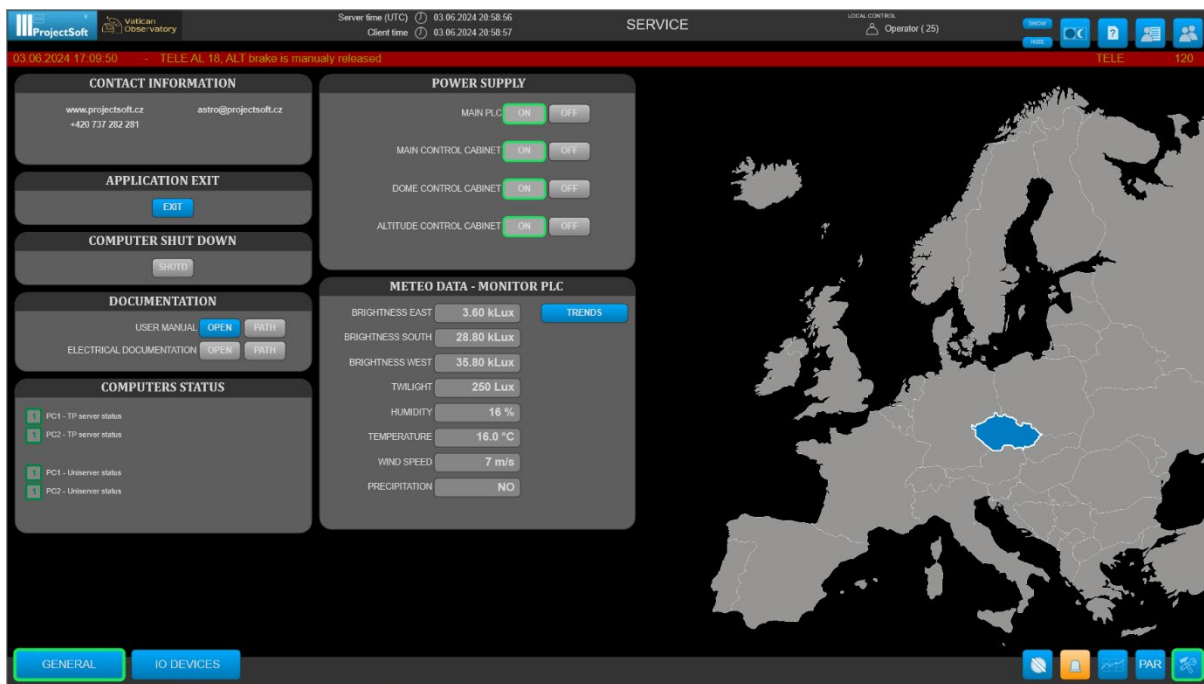 ProjectSoft
Vatican
Observatory
Server time (UTC) 03.06.2024 20:58:56
Client time 03.06.2024 20:58:57
SERVICE
LOCAL CONTROL
Operator ( 25)
SHOW
HIDE
03.06.2024 17:09:50 - TELE AL 18, ALT brake is manualy released TELE 120
CONTACT INFORMATION
www.projectsoft.cz astro@projectsoft.cz
+420 737 282 281
APPLICATION EXIT
EXIT
COMPUTER SHUT DOWN
SHUTD
DOCUMENTATION
USER MANUAL OPEN PATH
ELECTRICAL DOCUMENTATION OPEN PATH
COMPUTERS STATUS
1 PC1 - TP server status
1 PC2 - TP server status
1 PC1 - Uniserver status
1 PC2 - Uniserver status
POWER SUPPLY
MAIN PLC ON OFF
MAIN CONTROL CABINET ON OFF
DOME CONTROL CABINET ON OFF
ALTITUDE CONTROL CABINET ON OFF
METEO DATA - MONITOR PLC
BRIGHTNESS EAST 3.60 kLux TRENDS
BRIGHTNESS SOUTH 28.80 kLux
BRIGHTNESS WEST 35.80 kLux
TWILIGHT 250 Lux
HUMIDITY 16 %
TEMPERATURE 16.0 °C
WIND SPEED 7 m/s
PRECIPITATION NO
GENERAL IO DEVICES
PAR